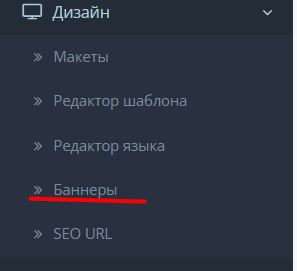 Дизайн
Макеты
Редактор шаблона
Редактор языка
Баннеры
SEO URL